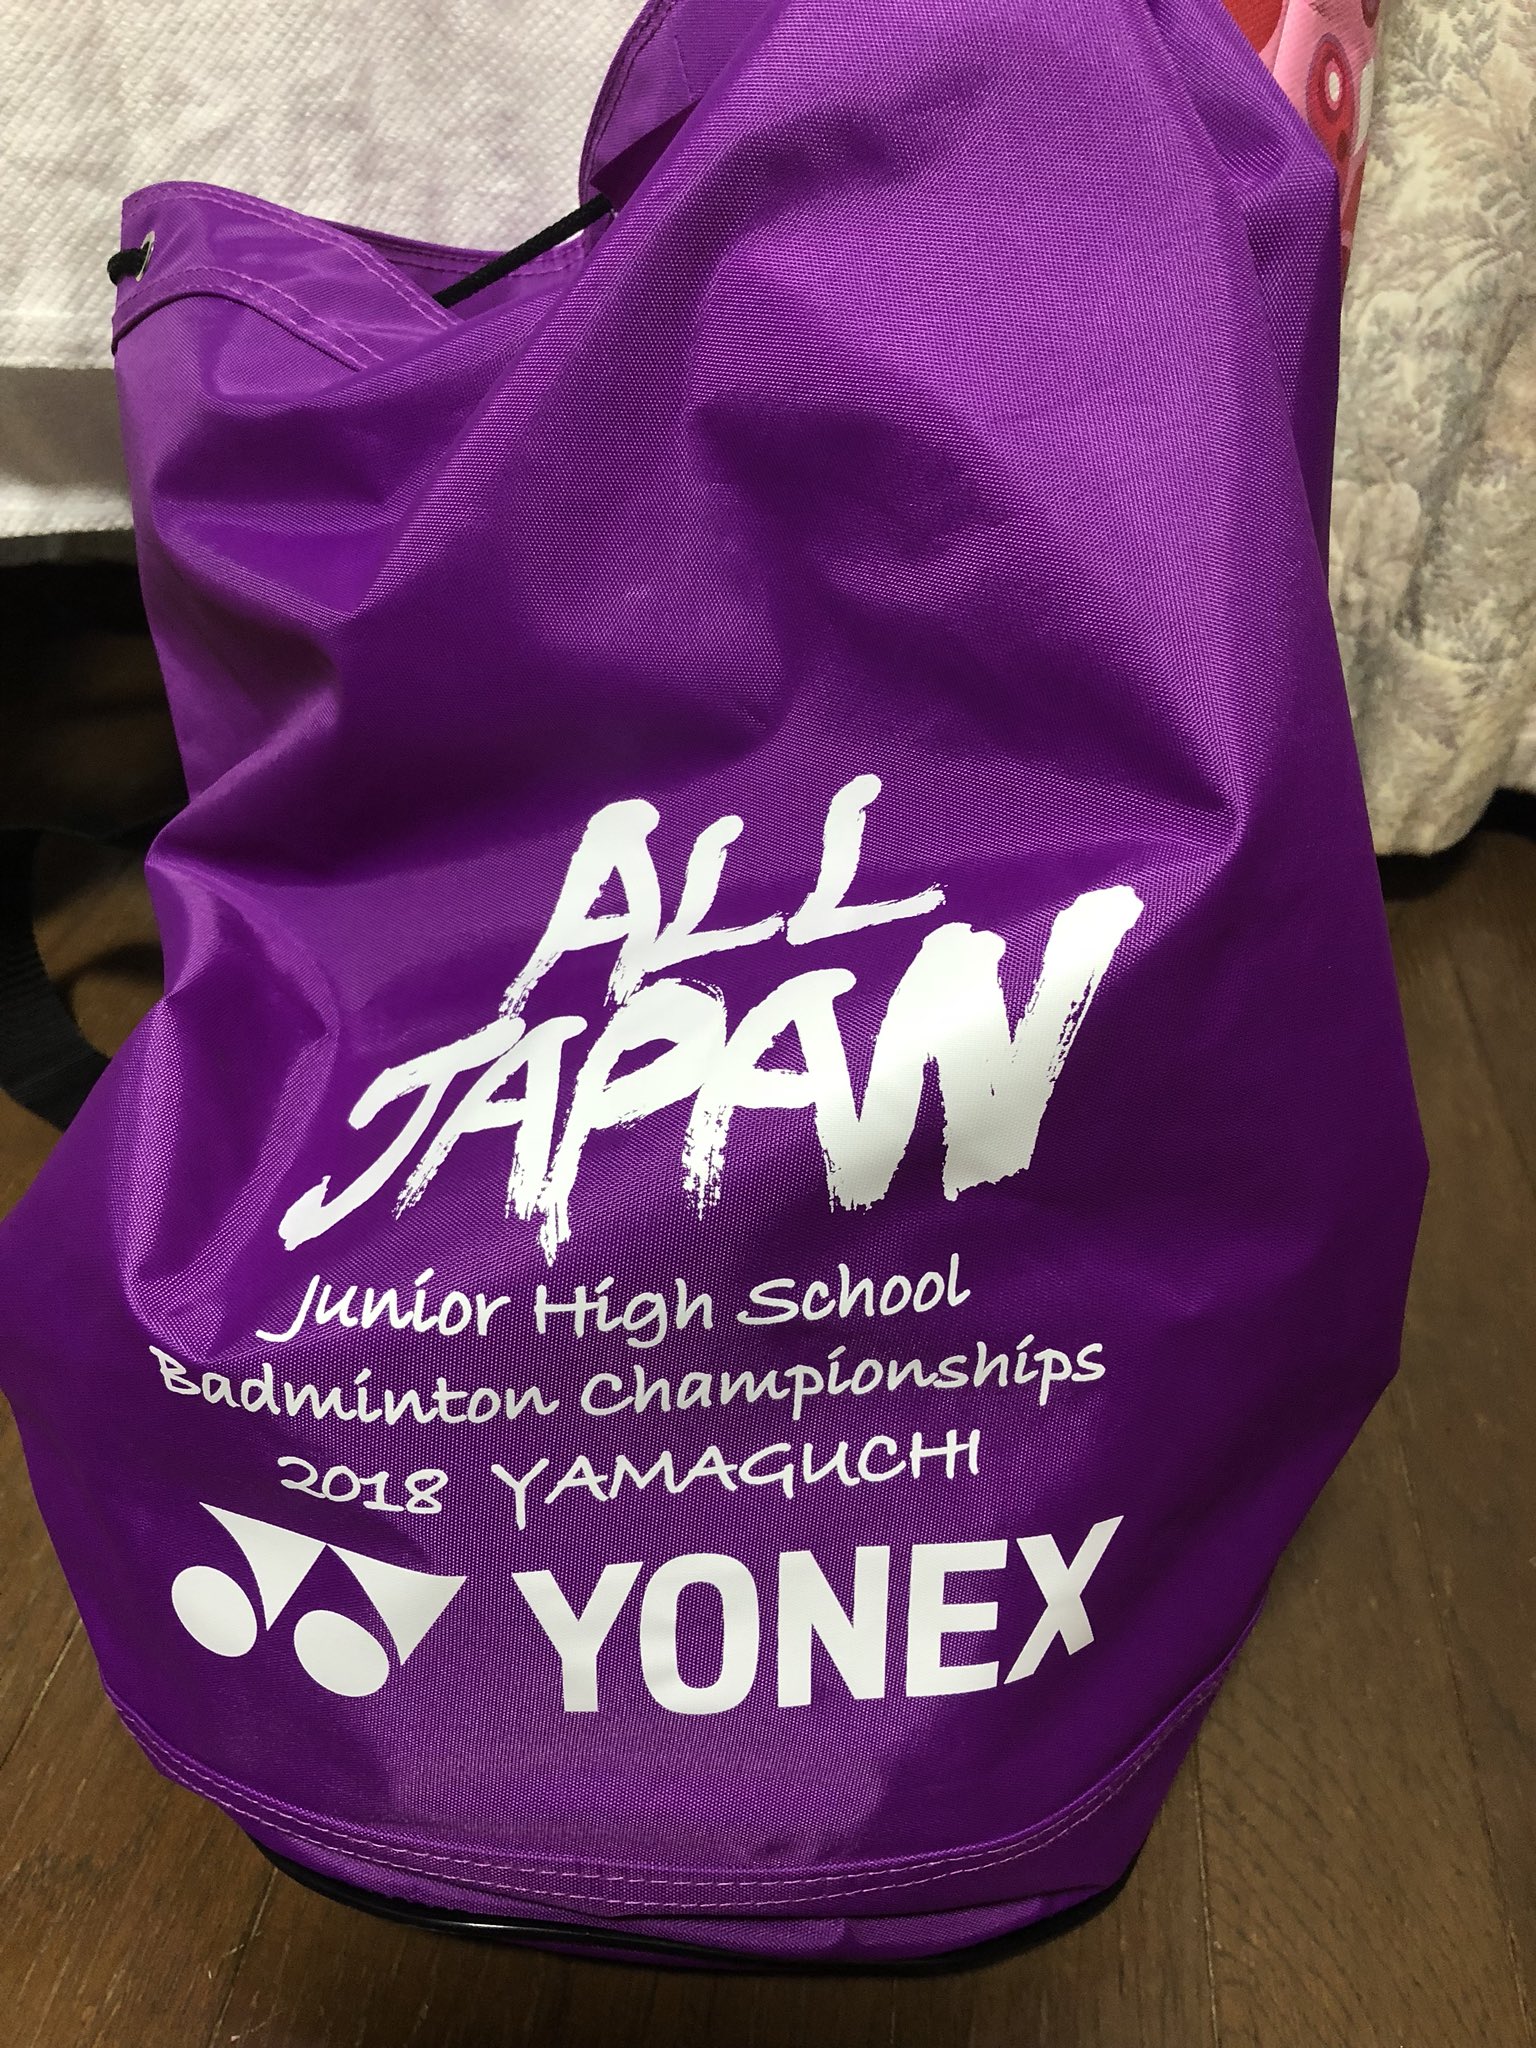 ALL
JAPAN
Junior High School
Badminton Championships
2018 YAMAGUCHI
YONEX